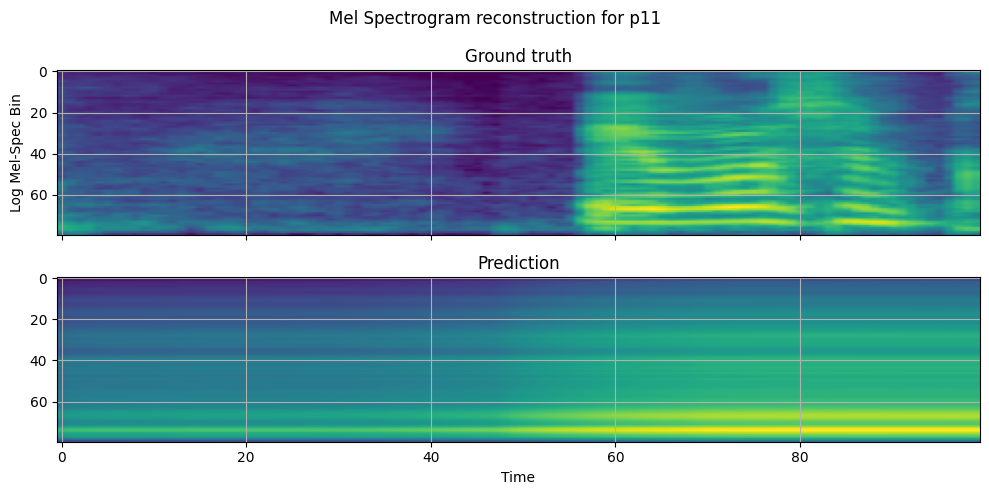 Mel Spectrogram reconstruction for p11
Ground truth
0
20
40
60
Log Mel-Spec Bin
Prediction
0
20
40
60
0 20 40 60 80
Time